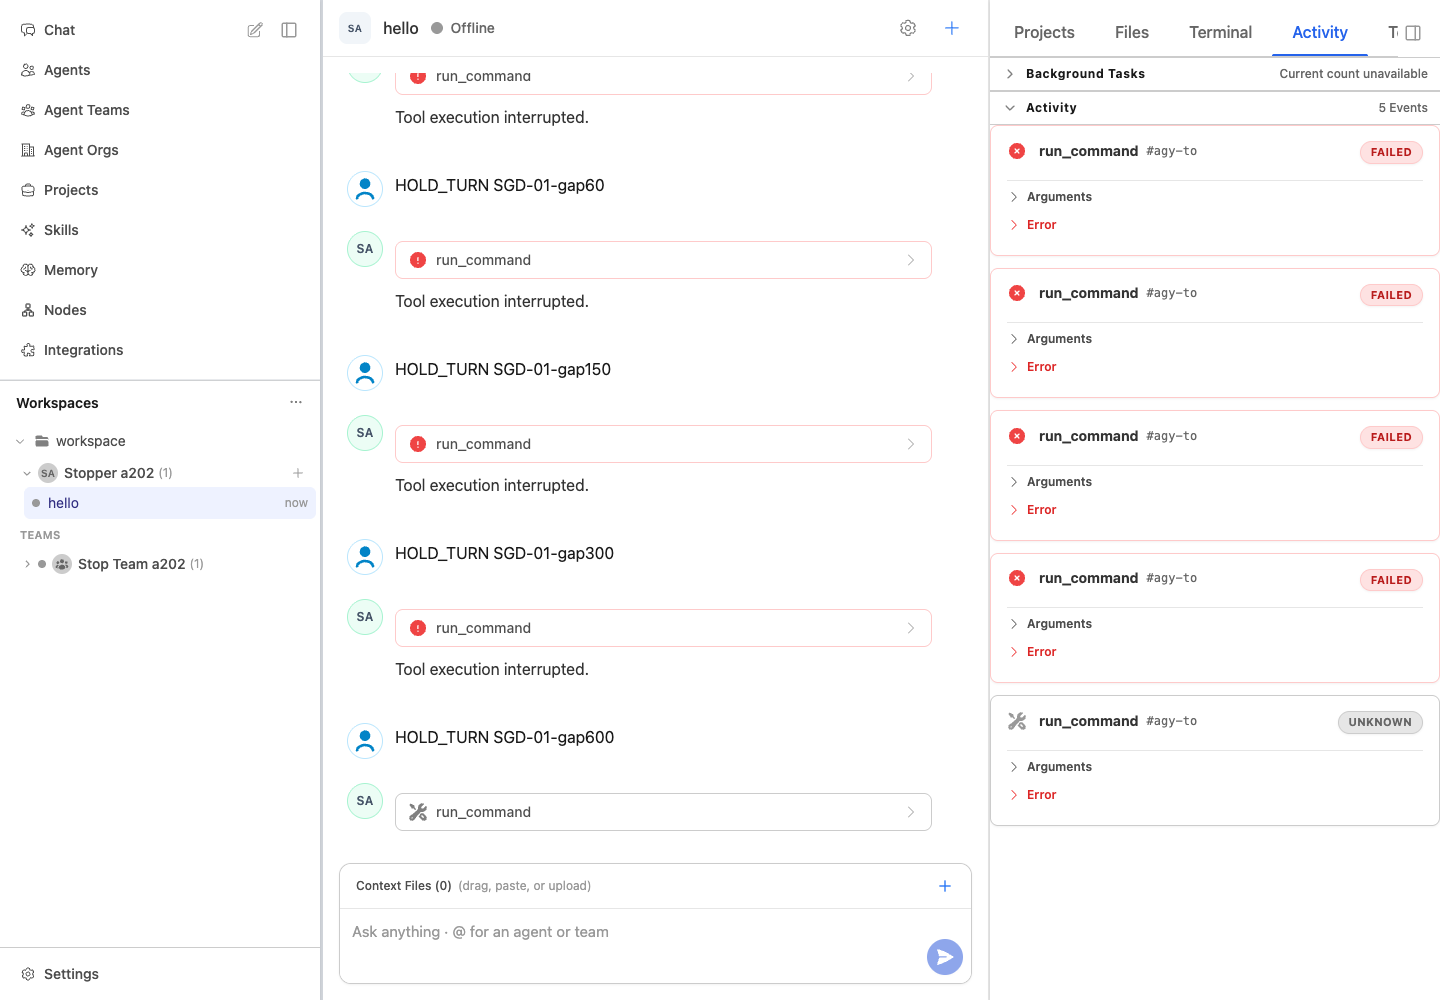 Chat
Agents
Agent Teams
Agent Orgs
Projects
Skills
Memory
Nodes
Integrations
Workspaces
workspace
SA Stopper a202 (1)
hello now
TEAMS
Stop Team a202 (1)
Settings
SA hello Offline
run_command
Tool execution interrupted.
HOLD_TURN SGD-01-gap60
SA run_command
Tool execution interrupted.
HOLD_TURN SGD-01-gap150
SA run_command
Tool execution interrupted.
HOLD_TURN SGD-01-gap300
SA run_command
Tool execution interrupted.
HOLD_TURN SGD-01-gap600
SA run_command
Context Files (0) (drag, paste, or upload)
Ask anything · @ for an agent or team
Projects Files Terminal Activity
Background Tasks Current count unavailable
Activity 5 Events
run_command #agy-to FAILED
Arguments
Error
run_command #agy-to FAILED
Arguments
Error
run_command #agy-to FAILED
Arguments
Error
run_command #agy-to FAILED
Arguments
Error
run_command #agy-to UNKNOWN
Arguments
Error